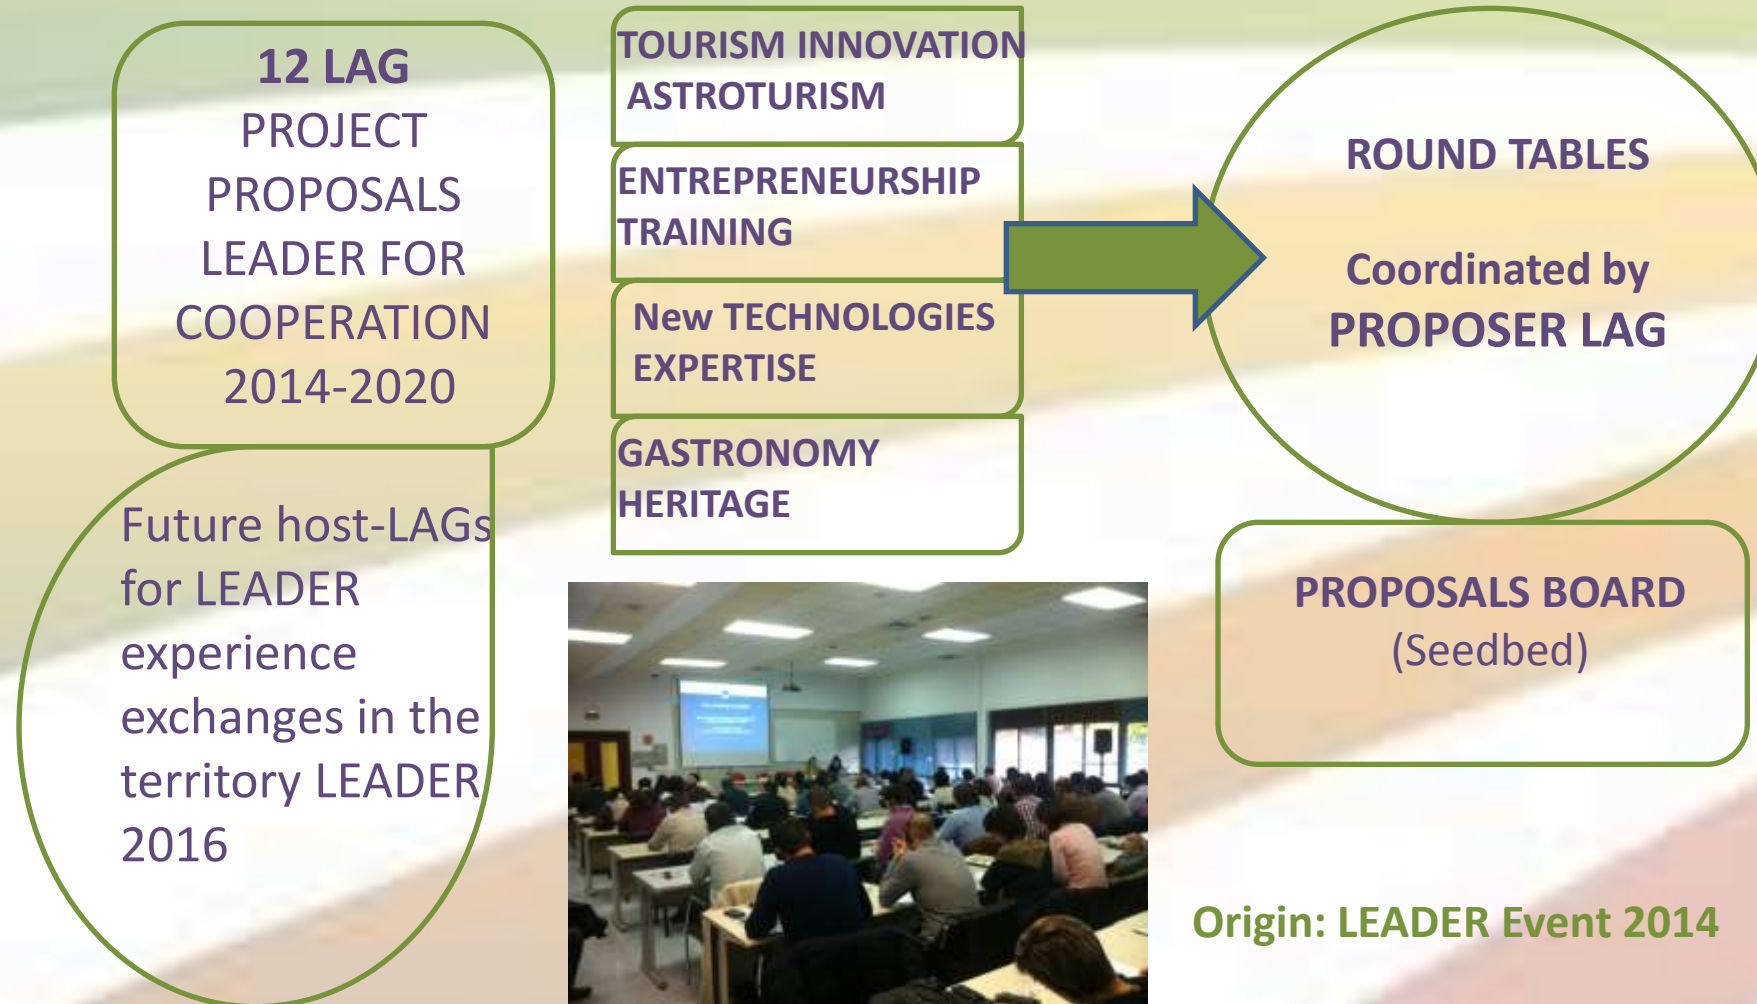 12 LAG
PROJECT
PROPOSALS
LEADER FOR
COOPERATION
2014-2020
Future host-LAGs
for LEADER
experience
exchanges in the
territory LEADER
2016
TOURISM INNOVATION
ASTROTURISM
ENTREPRENEURSHIP
TRAINING
New TECHNOLOGIES
EXPERTISE
GASTRONOMY
HERITAGE
ROUND TABLES
Coordinated by
PROPOSER LAG
PROPOSALS BOARD
(Seedbed)
Origin: LEADER Event 2014